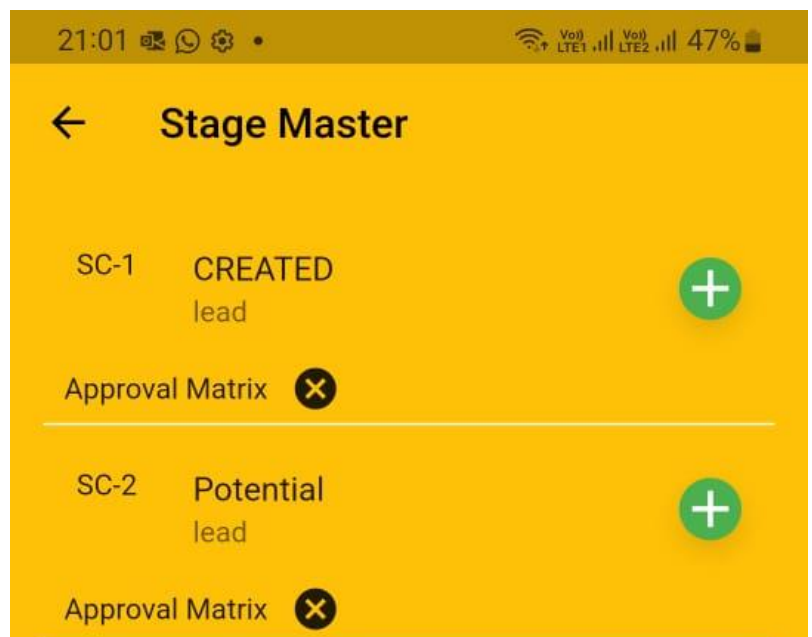 21:01 Vo)) LTE1 Vo)) LTE2 47%
Stage Master
SC-1 CREATED
lead
Approval Matrix
SC-2 Potential
lead
Approval Matrix